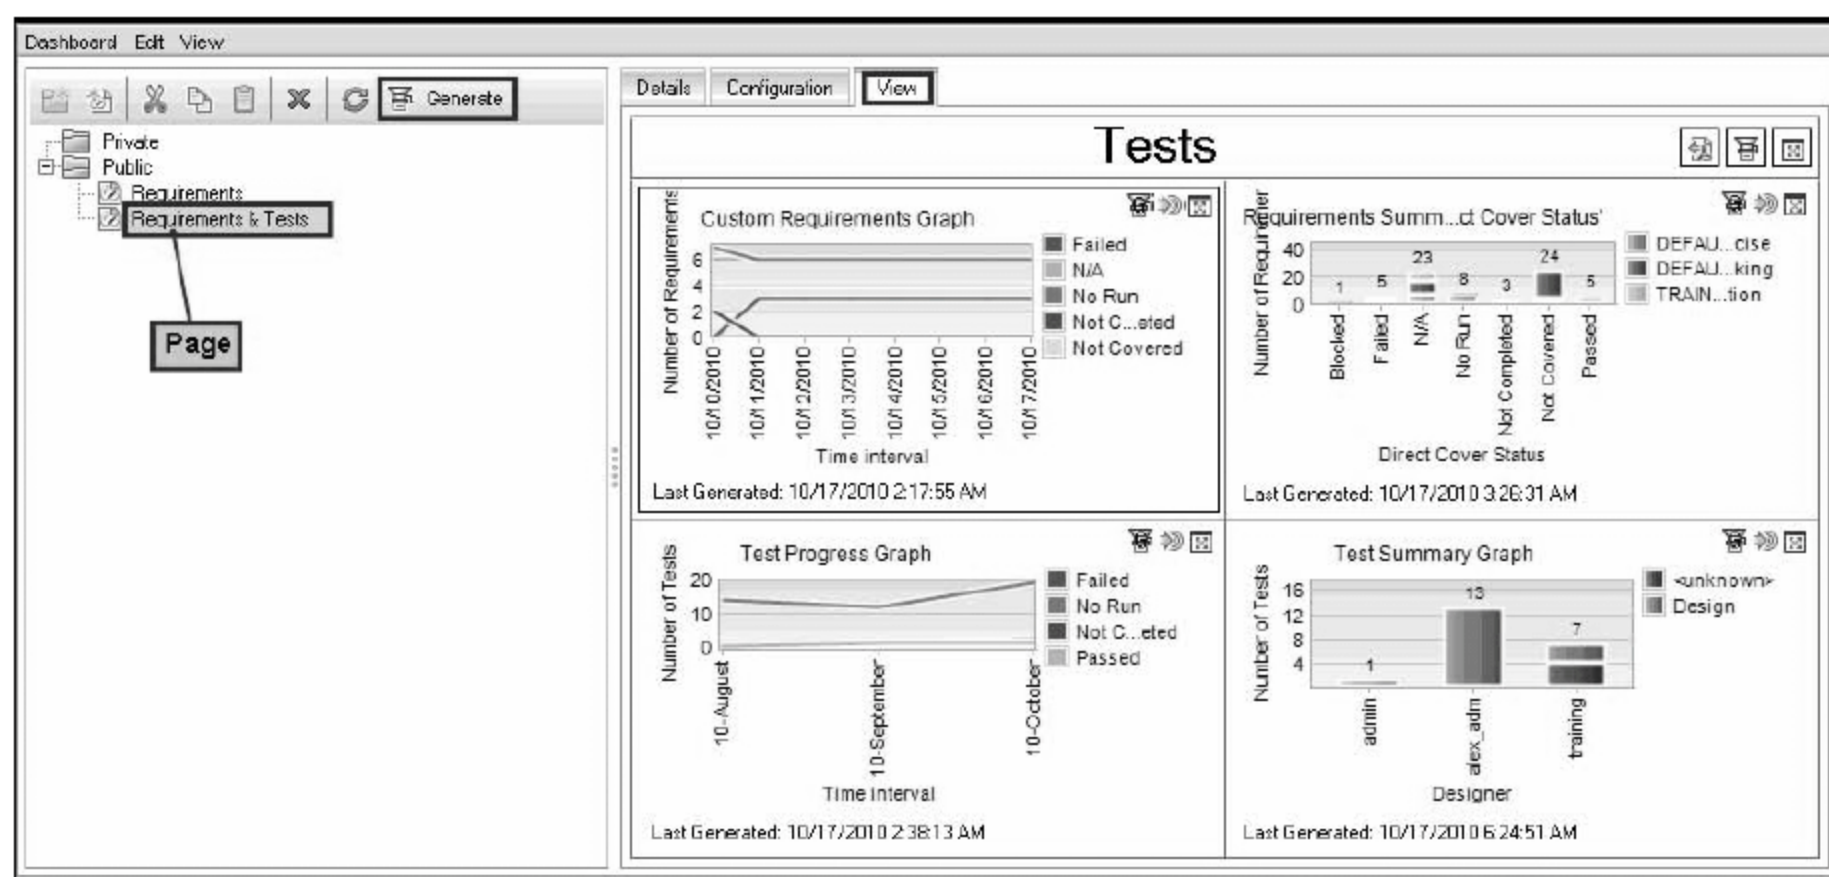 Dashboard Edit View
Generate
Private
Public
Requirements
Requirements & Tests
Page
Details Configuration View
Tests
Custom Requirements Graph
Number of Requirements
6
4
2
0
Failed
N/A
No Run
Not C...eted
Not Covered
10/10/2010
10/11/2010
10/12/2010
10/13/2010
10/14/2010
10/15/2010
10/16/2010
10/17/2010
Time interval
Last Generated: 10/17/2010 2:17:55 AM
Requirements Summ...ct Cover Status'
Number of Requiremer
40
20
0
1
5
23
8
3
24
5
DEFAU...cise
DEFAU...king
TRAIN...tion
Blocked
Failed
N/A
No Run
Not Completed
Not Covered
Passed
Direct Cover Status
Last Generated: 10/17/2010 3:26:31 AM
Test Progress Graph
Number of Tests
20
10
0
Failed
No Run
Not C...eted
Passed
10-August
10-September
10-October
Time interval
Last Generated: 10/17/2010 2:38:13 AM
Test Summary Graph
Number of Tests
16
12
8
4
1
13
7
<unknown>
Design
admin
alex_adm
training
Designer
Last Generated: 10/17/2010 6:24:51 AM